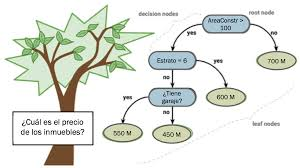 decision nodes
root node
AreaConstr >
100
yes
no
Estrato = 6
700 M
yes
no
¿Tiene
garaje?
600 M
yes
no
550 M
450 M
leaf nodes
¿Cuál es el precio
de los inmuebles?